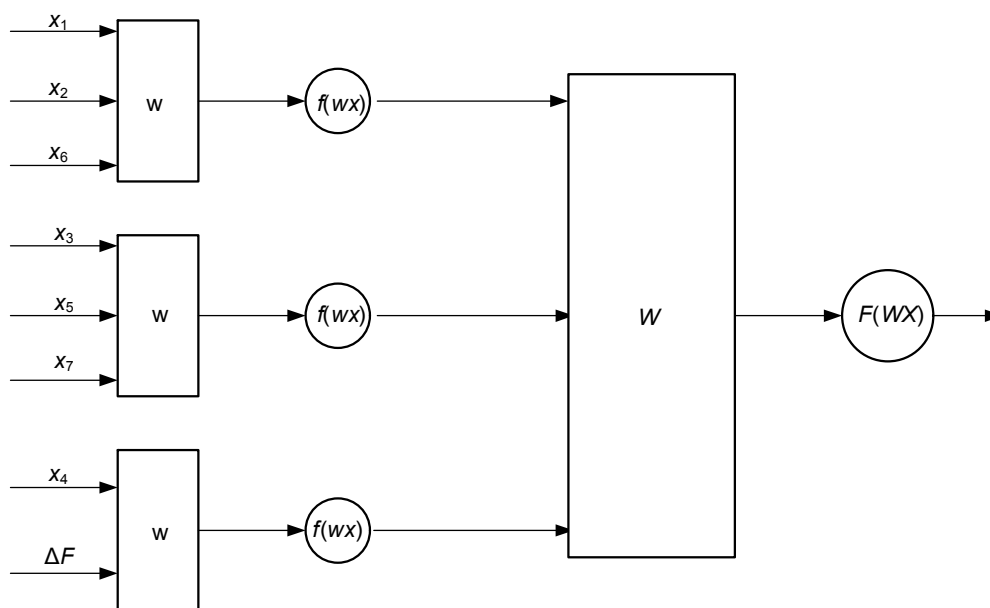 x₁
x₂
x₆
w
f(wx)
x₃
x₅
x₇
w
f(wx)
x₄
ΔF
w
f(wx)
W
F(WX)